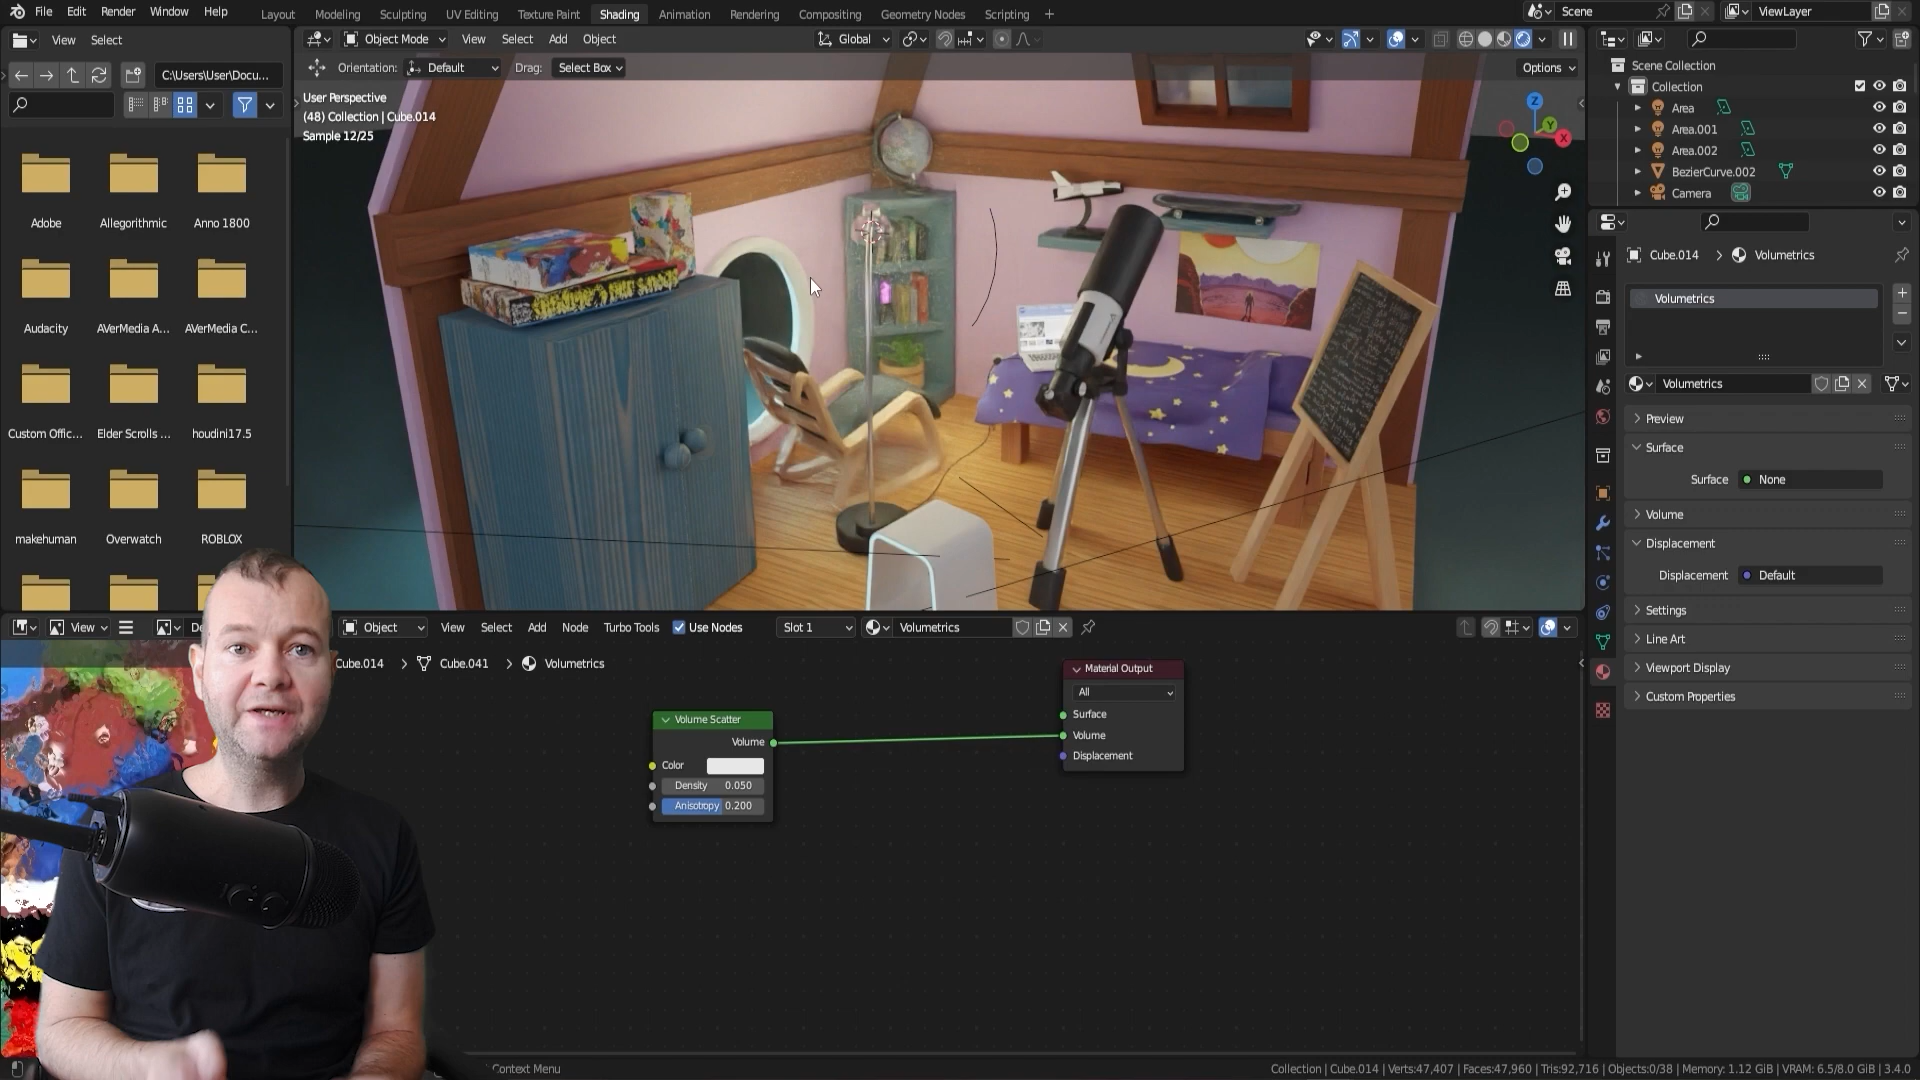 File Edit Render Window Help Layout Modeling Sculpting UV Editing Texture Paint Shading Animation Rendering Compositing Geometry Nodes Scripting + Scene ViewLayer
View Select Object Mode View Select Add Object Global
C:\Users\User\Docu... Orientation: Default Drag: Select Box Options
User Perspective
(48) Collection | Cube.014
Sample 12/25
Z
Y
X
Adobe Allegorithmic Anno 1800
Audacity AVerMedia A... AVerMedia C...
Custom Offic... Elder Scrolls ... houdini17.5
makehuman Overwatch ROBLOX
Scene Collection
Collection
Area
Area.001
Area.002
BezierCurve.002
Camera
Cube.014 > Volumetrics
Volumetrics
Volumetrics
Preview
Surface
Surface None
Volume
Displacement
Displacement Default
Settings
Line Art
Viewport Display
Custom Properties
View De Object View Select Add Node Turbo Tools Use Nodes Slot 1 Volumetrics
Cube.014 > Cube.041 > Volumetrics
Volume Scatter
Volume
Color
Density 0.050
Anisotropy 0.200
Material Output
All
Surface
Volume
Displacement
Context Menu
Collection | Cube.014 | Verts:47,407 | Faces:47,960 | Tris:92,716 | Objects:0/38 | Memory: 1.12 GiB | VRAM: 6.5/8.0 GiB | 3.4.0